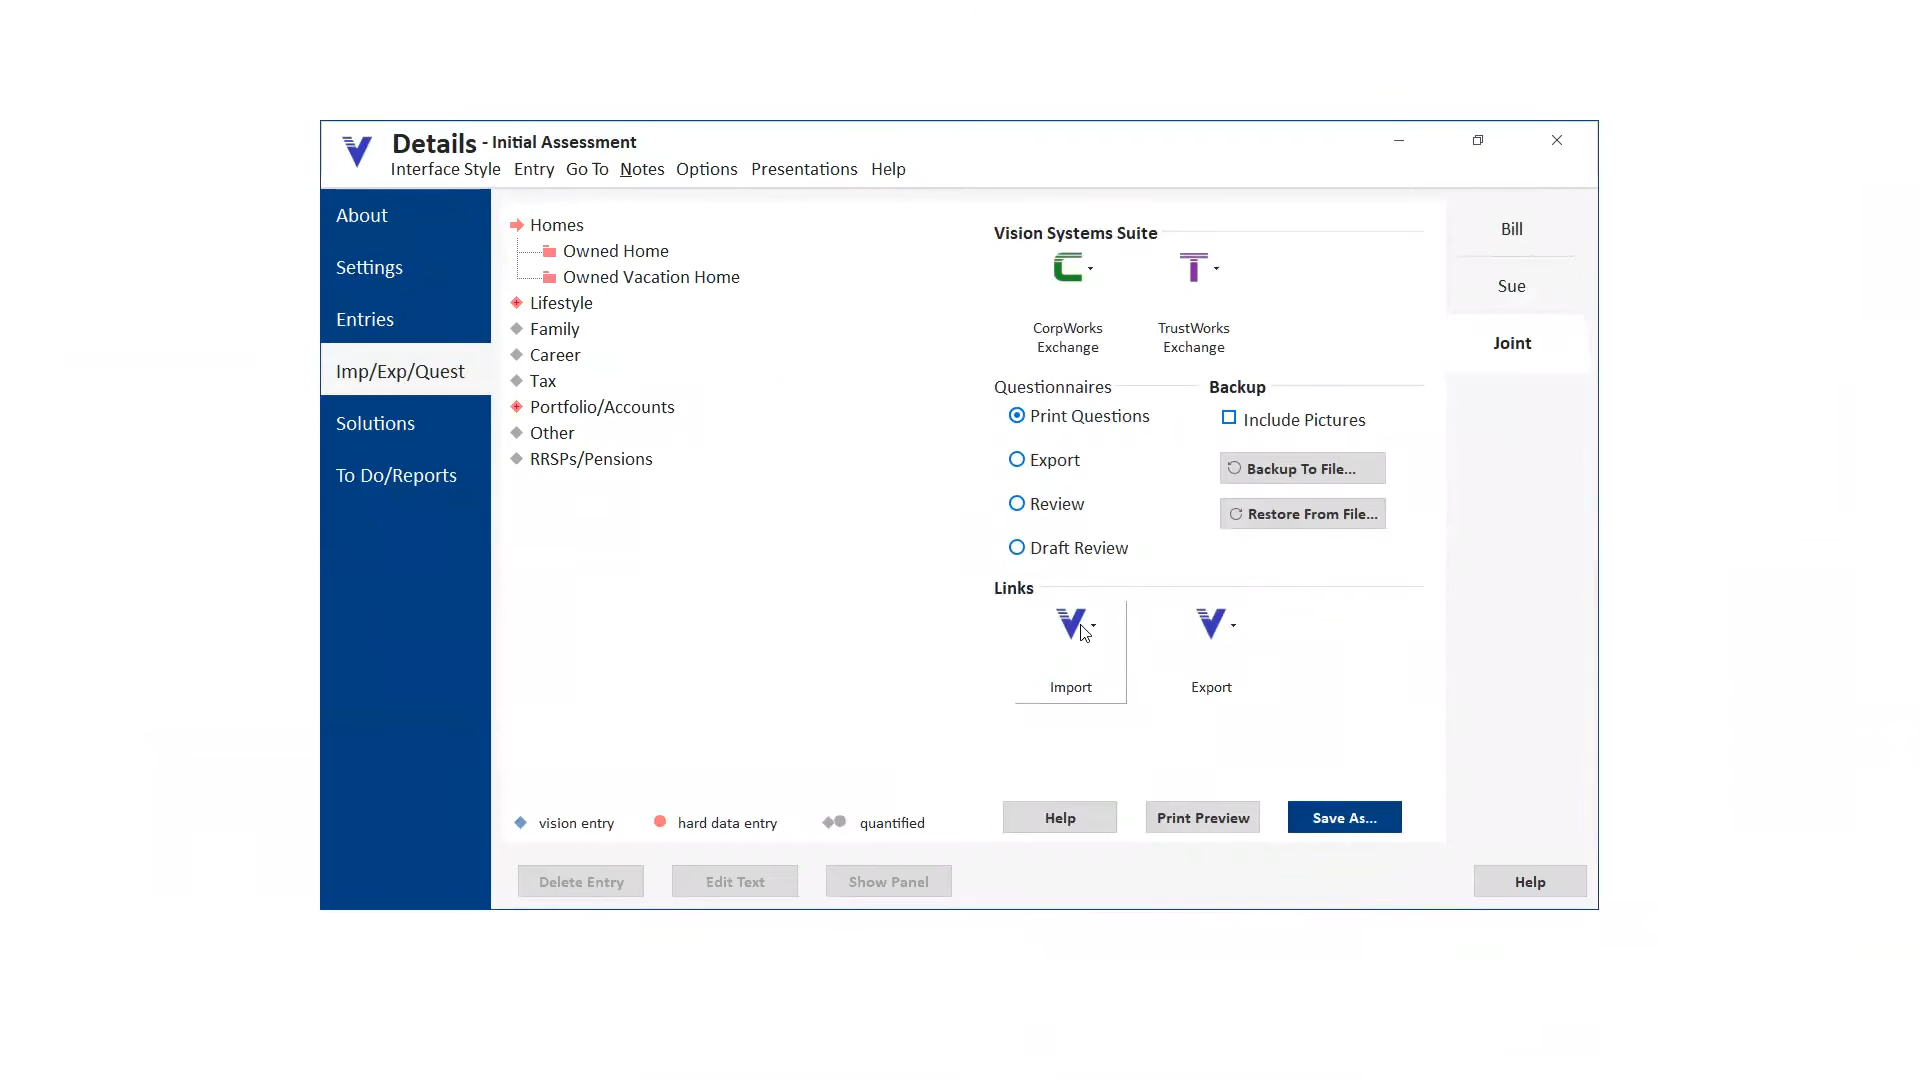 Details - Initial Assessment
Interface Style Entry Go To Notes Options Presentations Help
About
Settings
Entries
Imp/Exp/Quest
Solutions
To Do/Reports
Homes
Owned Home
Owned Vacation Home
Lifestyle
Family
Career
Tax
Portfolio/Accounts
Other
RRSPs/Pensions
vision entry
hard data entry
quantified
Vision Systems Suite
CorpWorks
Exchange
TrustWorks
Exchange
Questionnaires
Print Questions
Export
Review
Draft Review
Backup
Include Pictures
Backup To File...
Restore From File...
Links
Import
Export
Help
Print Preview
Save As...
Bill
Sue
Joint
Delete Entry
Edit Text
Show Panel
Help